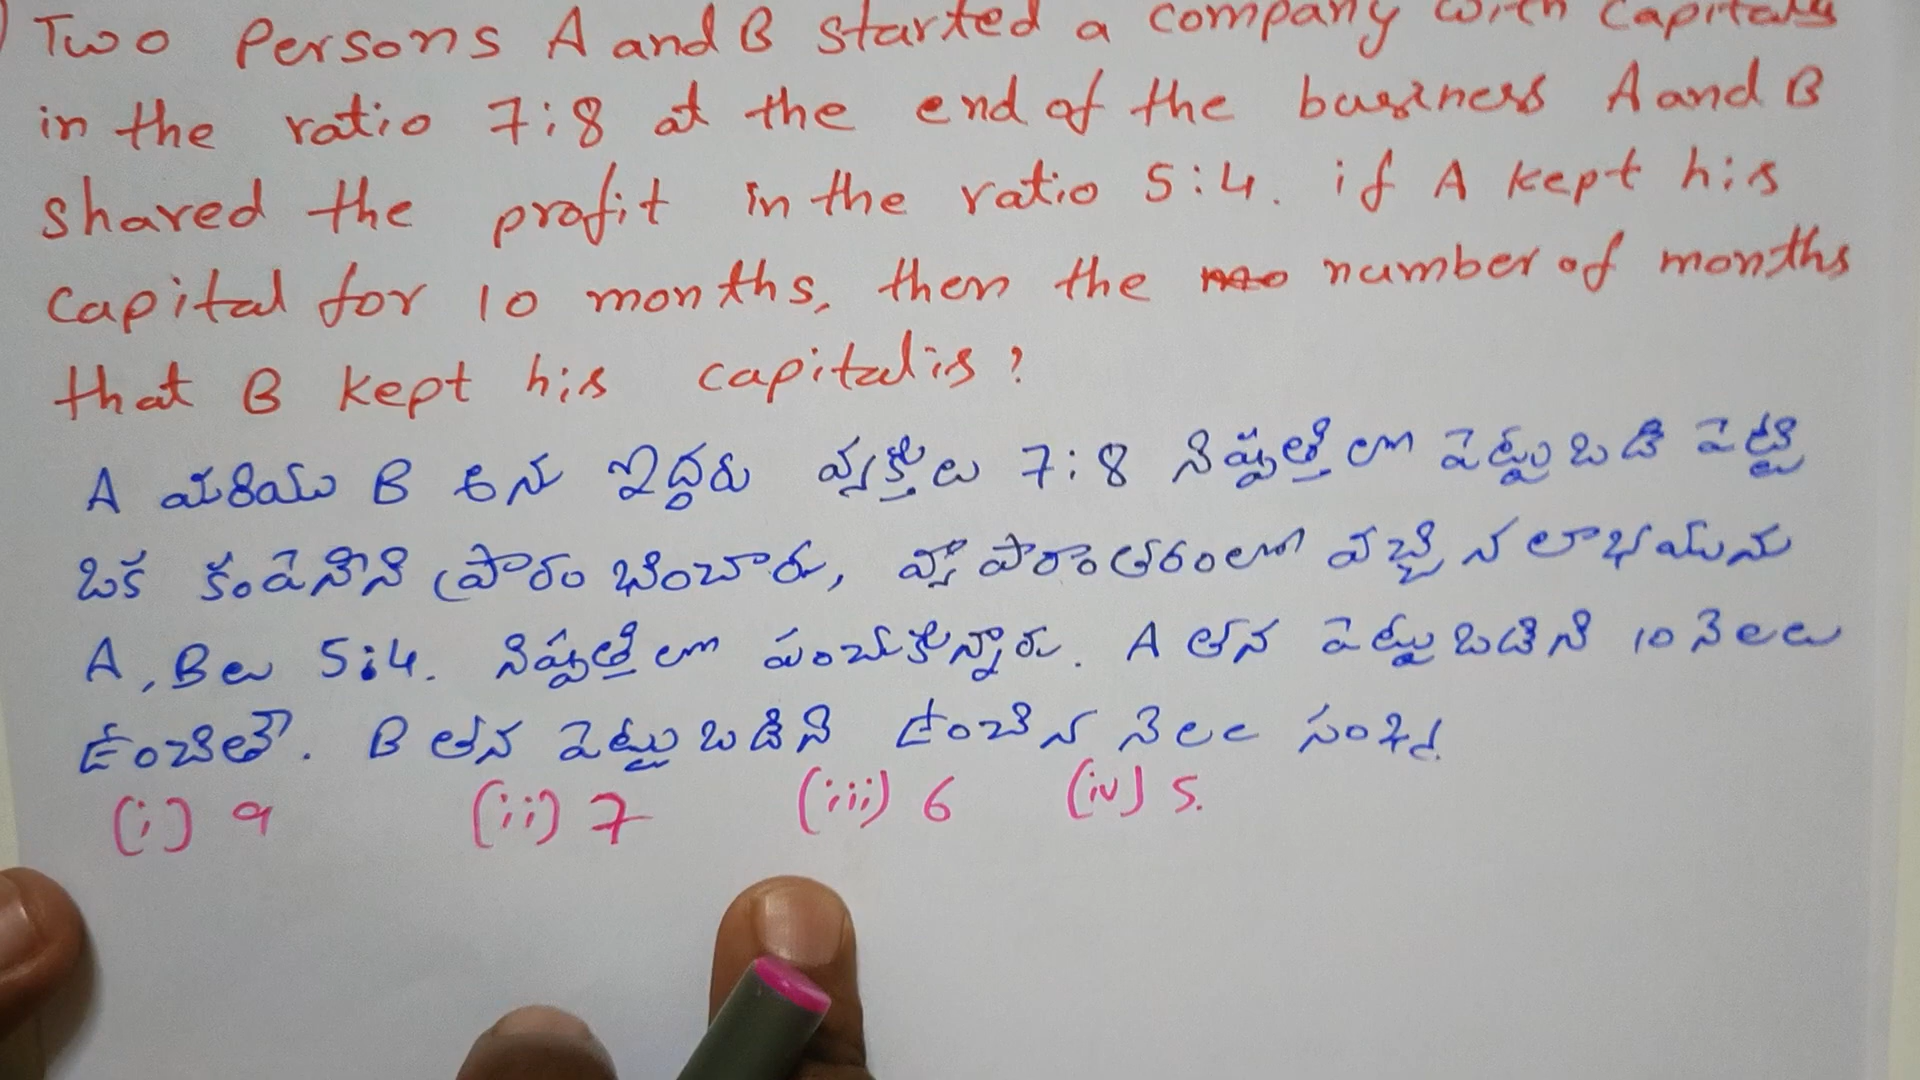 Two Persons A and B started a company with capitals
in the ratio 7:8 at the end of the business A and B
shared the profit in the ratio 5:4. if A kept his
capital for 10 months, then the number of months
that B kept his capital is?
A మరియు B అను ఇద్దరు వ్యక్తులు 7:8 నిష్పత్తిలో పెట్టుబడి పెట్టి
ఒక కంపెనీని ప్రారంభించారు, వ్యాపారాంతరంలో వచ్చిన లాభమును
A, B లు 5:4. నిష్పత్తిలో పంచుకొన్నారు. A తన పెట్టుబడిని 10 నెలలు
ఉంచితే. B తన పెట్టుబడిని ఉంచిన నెలల సంఖ్య.
(i) 9 (ii) 7 (iii) 6 (iv) 5.